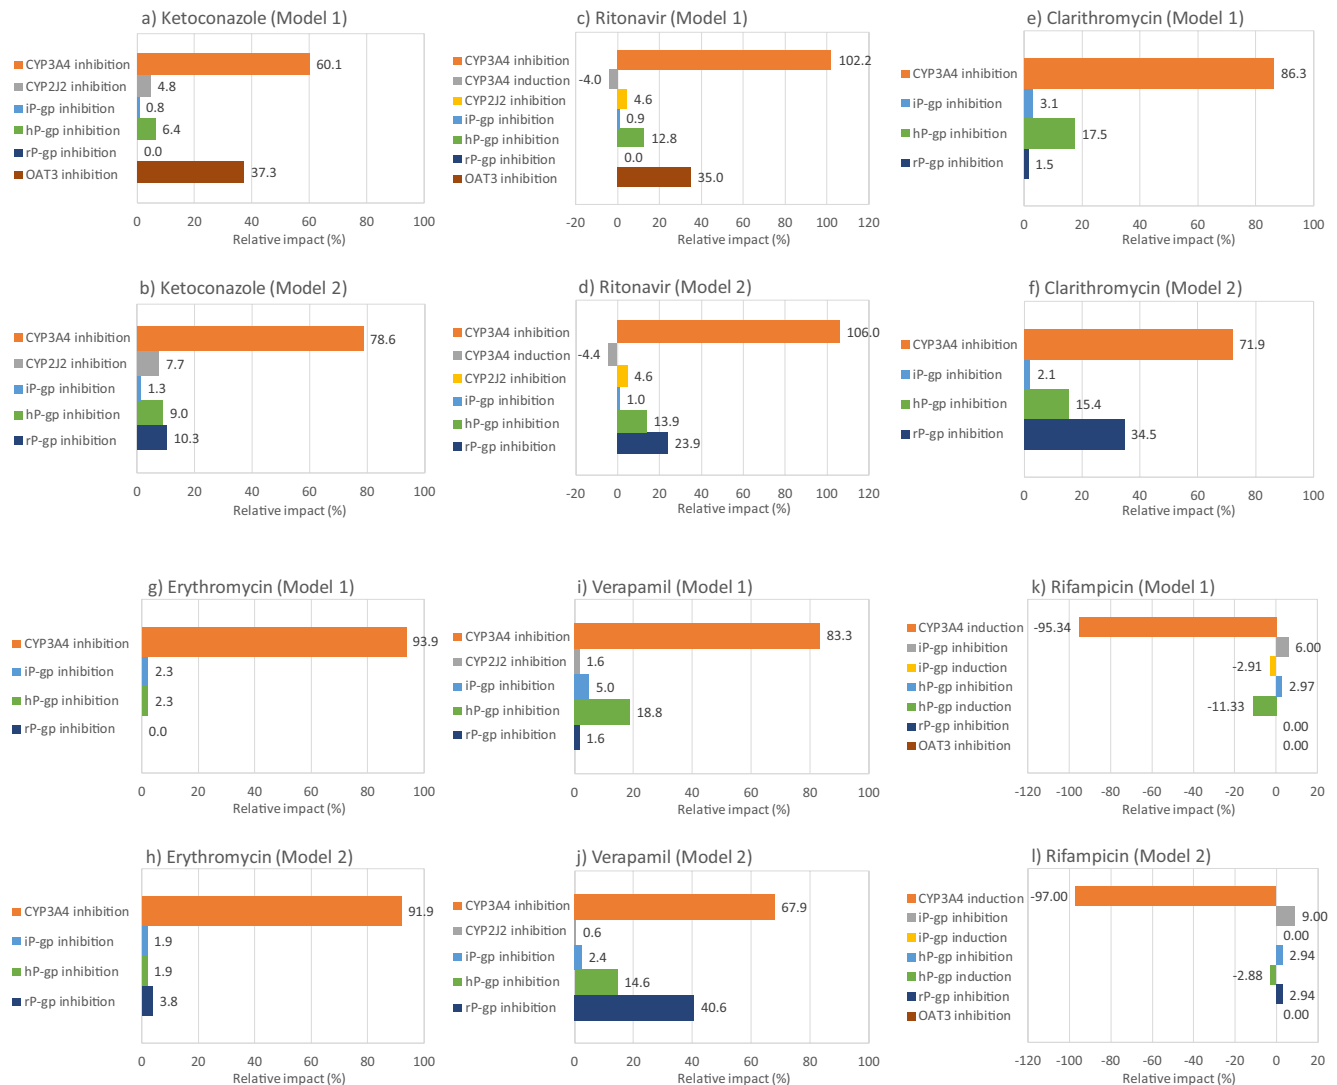 a) Ketoconazole (Model 1)
CYP3A4 inhibition 60.1
CYP2J2 inhibition 4.8
iP-gp inhibition 0.8
hP-gp inhibition 6.4
rP-gp inhibition 0.0
OAT3 inhibition 37.3
0 20 40 60 80 100
Relative impact (%)
c) Ritonavir (Model 1)
CYP3A4 inhibition 102.2
CYP3A4 induction -4.0
CYP2J2 inhibition 4.6
iP-gp inhibition 0.9
hP-gp inhibition 12.8
rP-gp inhibition 0.0
OAT3 inhibition 35.0
-20 0 20 40 60 80 100 120
Relative impact (%)
e) Clarithromycin (Model 1)
CYP3A4 inhibition 86.3
iP-gp inhibition 3.1
hP-gp inhibition 17.5
rP-gp inhibition 1.5
0 20 40 60 80 100
Relative impact (%)
b) Ketoconazole (Model 2)
CYP3A4 inhibition 78.6
CYP2J2 inhibition 7.7
iP-gp inhibition 1.3
hP-gp inhibition 9.0
rP-gp inhibition 10.3
0 20 40 60 80 100
Relative impact (%)
d) Ritonavir (Model 2)
CYP3A4 inhibition 106.0
CYP3A4 induction -4.4
CYP2J2 inhibition 4.6
iP-gp inhibition 1.0
hP-gp inhibition 13.9
rP-gp inhibition 23.9
-20 0 20 40 60 80 100 120
Relative impact (%)
f) Clarithromycin (Model 2)
CYP3A4 inhibition 71.9
iP-gp inhibition 2.1
hP-gp inhibition 15.4
rP-gp inhibition 34.5
0 20 40 60 80 100
Relative impact (%)
g) Erythromycin (Model 1)
CYP3A4 inhibition 93.9
iP-gp inhibition 2.3
hP-gp inhibition 2.3
rP-gp inhibition 0.0
0 20 40 60 80 100
Relative impact (%)
i) Verapamil (Model 1)
CYP3A4 inhibition 83.3
CYP2J2 inhibition 1.6
iP-gp inhibition 5.0
hP-gp inhibition 18.8
rP-gp inhibition 1.6
0 20 40 60 80 100
Relative impact (%)
k) Rifampicin (Model 1)
CYP3A4 induction -95.34
iP-gp inhibition 6.00
iP-gp induction -2.91
hP-gp inhibition 2.97
hP-gp induction -11.33
rP-gp inhibition 0.00
OAT3 inhibition 0.00
-120 -100 -80 -60 -40 -20 0 20
Relative impact (%)
h) Erythromycin (Model 2)
CYP3A4 inhibition 91.9
iP-gp inhibition 1.9
hP-gp inhibition 1.9
rP-gp inhibition 3.8
0 20 40 60 80 100
Relative impact (%)
j) Verapamil (Model 2)
CYP3A4 inhibition 67.9
CYP2J2 inhibition 0.6
iP-gp inhibition 2.4
hP-gp inhibition 14.6
rP-gp inhibition 40.6
0 20 40 60 80 100
Relative impact (%)
l) Rifampicin (Model 2)
CYP3A4 induction -97.00
iP-gp inhibition 9.00
iP-gp induction 0.00
hP-gp inhibition 2.94
hP-gp induction -2.88
rP-gp inhibition 2.94
OAT3 inhibition 0.00
-120 -100 -80 -60 -40 -20 0 20
Relative impact (%)